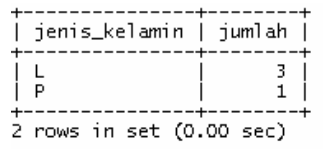 +---------------+--------+
| jenis_kelamin | jumlah |
+---------------+--------+
| L             |      3 |
| P             |      1 |
+---------------+--------+
2 rows in set (0.00 sec)